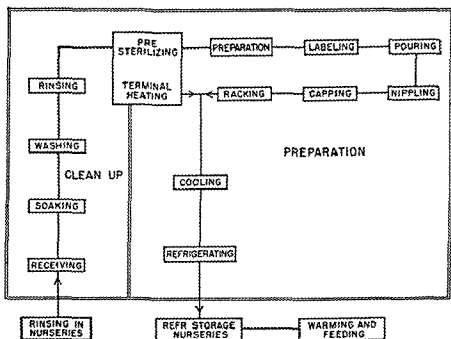 PRE
STERILIZING
PREPARATION
LABELING
POURING
RINSING
TERMINAL
HEATING
RACKING
CAPPING
NIPPLING
WASHING
CLEAN UP
PREPARATION
COOLING
SOAKING
REFRIGERATING
RECEIVING
RINSING IN
NURSERIES
REFR STORAGE
NURSERIES
WARMING AND
FEEDING